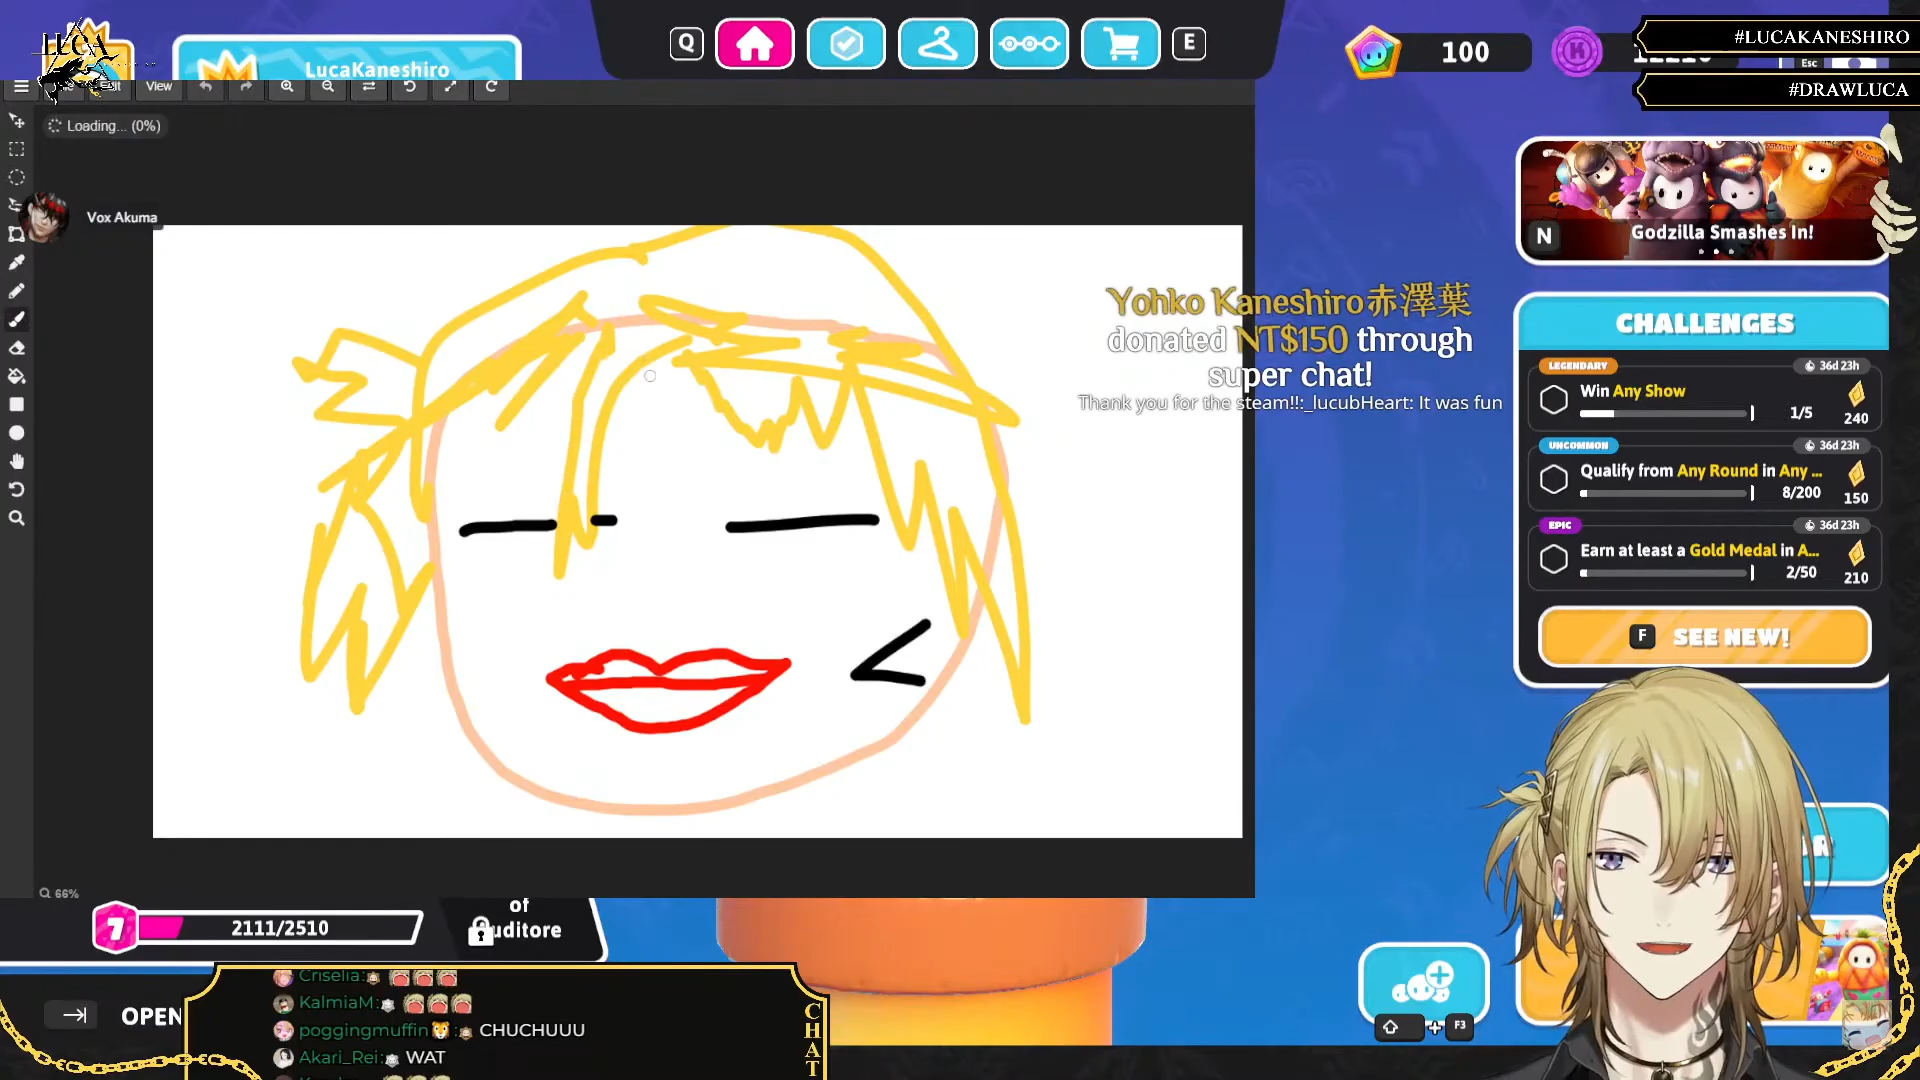 LUCA
LucaKaneshiro
Q
E
100
Esc
#LUCAKANESHIRO
#DRAWLUCA
View
Loading... (0%)
Vox Akuma
N
Godzilla Smashes In!
Yohko Kaneshiro赤澤葉
donated NT$150 through
super chat!
Thank you for the steam!!:_lucubHeart: It was fun
CHALLENGES
LEGENDARY
36d 23h
Win Any Show
1/5
240
UNCOMMON
36d 23h
Qualify from Any Round in Any ...
8/200
150
EPIC
36d 23h
Earn at least a Gold Medal in A...
2/50
210
F
SEE NEW!
66%
7
2111/2510
of
uditore
F3
OPEN
Criselia:
KalmiaM:
poggingmuffin : CHUCHUUU
Akari_Rei: WAT
CHAT